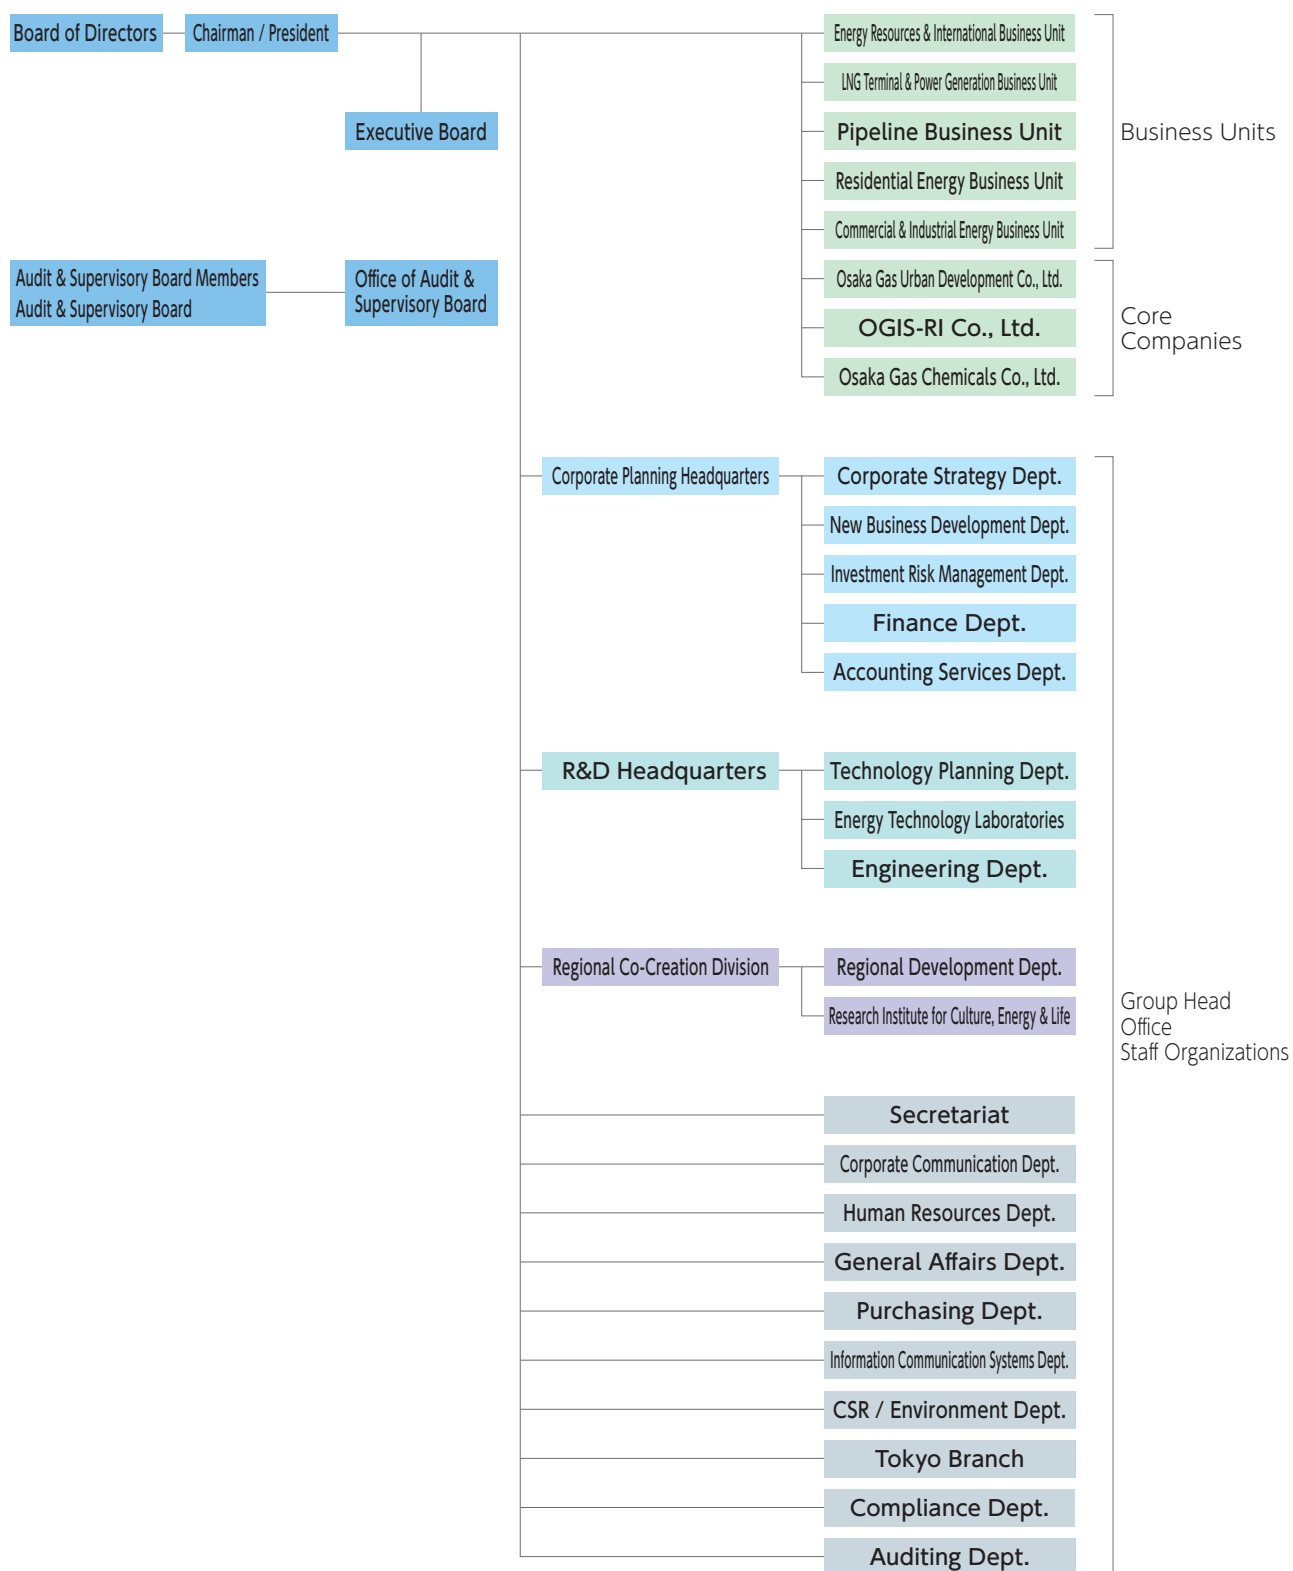 Board of Directors
Chairman / President
Executive Board
Audit & Supervisory Board Members
Audit & Supervisory Board
Office of Audit &
Supervisory Board
Energy Resources & International Business Unit
LNG Terminal & Power Generation Business Unit
Pipeline Business Unit
Residential Energy Business Unit
Commercial & Industrial Energy Business Unit
Business Units
Osaka Gas Urban Development Co., Ltd.
OGIS-RI Co., Ltd.
Osaka Gas Chemicals Co., Ltd.
Core
Companies
Corporate Planning Headquarters
Corporate Strategy Dept.
New Business Development Dept.
Investment Risk Management Dept.
Finance Dept.
Accounting Services Dept.
R&D Headquarters
Technology Planning Dept.
Energy Technology Laboratories
Engineering Dept.
Regional Co-Creation Division
Regional Development Dept.
Research Institute for Culture, Energy & Life
Group Head
Office
Staff Organizations
Secretariat
Corporate Communication Dept.
Human Resources Dept.
General Affairs Dept.
Purchasing Dept.
Information Communication Systems Dept.
CSR / Environment Dept.
Tokyo Branch
Compliance Dept.
Auditing Dept.